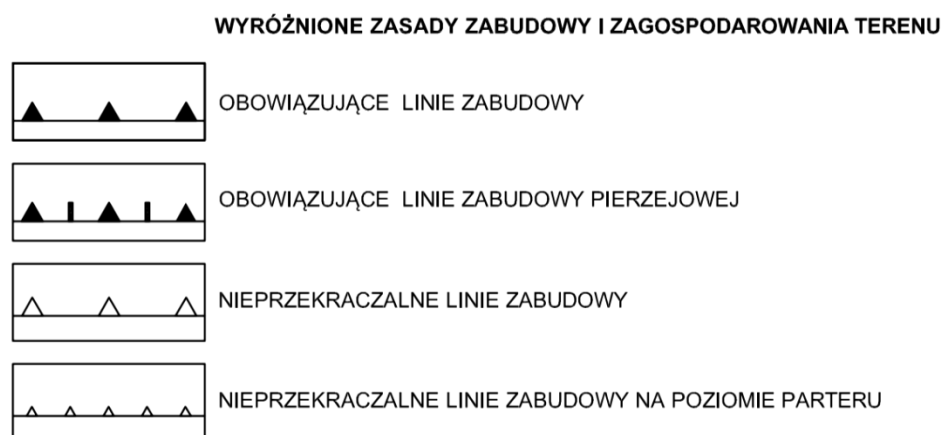 WYRÓŻNIONE ZASADY ZABUDOWY I ZAGOSPODAROWANIA TERENU
OBOWIĄZUJĄCE LINIE ZABUDOWY
OBOWIĄZUJĄCE LINIE ZABUDOWY PIERZEJOWEJ
NIEPRZEKRACZALNE LINIE ZABUDOWY
NIEPRZEKRACZALNE LINIE ZABUDOWY NA POZIOMIE PARTERU